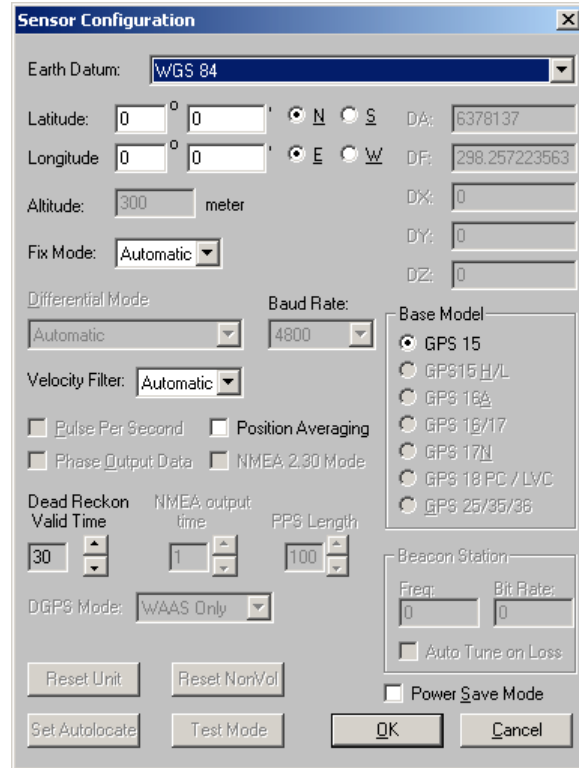 Sensor Configuration
Earth Datum: WGS 84
Latitude: 0 ° 0 ' N S
DA: 6378137
Longitude 0 ° 0 ' E W
DF: 298.257223563
Altitude: 300 meter
DX: 0
DY: 0
Fix Mode: Automatic
DZ: 0
Differential Mode
Baud Rate:
Automatic
4800
Velocity Filter: Automatic
Base Model
GPS 15
GPS15 H/L
GPS 16A
GPS 16/17
GPS 17N
GPS 18 PC / LVC
GPS 25/35/36
Pulse Per Second
Position Averaging
Phase Output Data
NMEA 2.30 Mode
Dead Reckon
Valid Time
30
NMEA output
time
1
PPS Length
100
DGPS Mode: WAAS Only
Beacon Station
Freq:
0
Bit Rate:
0
Auto Tune on Loss
Reset Unit
Reset NonVol
Power Save Mode
Set Autolocate
Test Mode
OK
Cancel